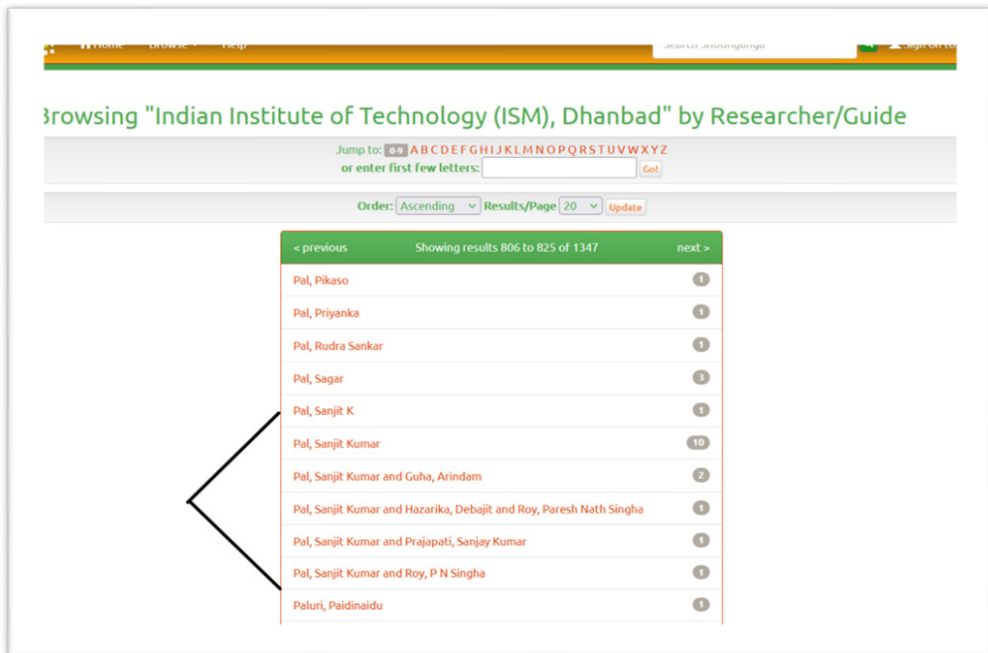 Home Browse Help Search Shodhganga Sign on to:
Browsing "Indian Institute of Technology (ISM), Dhanbad" by Researcher/Guide
Jump to: 0-9 A B C D E F G H I J K L M N O P Q R S T U V W X Y Z
or enter first few letters: Go!
Order: Ascending Results/Page 20 Update
< previous Showing results 806 to 825 of 1347 next >
Pal, Pikaso 1
Pal, Priyanka 1
Pal, Rudra Sankar 1
Pal, Sagar 3
Pal, Sanjit K 1
Pal, Sanjit Kumar 10
Pal, Sanjit Kumar and Guha, Arindam 2
Pal, Sanjit Kumar and Hazarika, Debajit and Roy, Paresh Nath Singha 1
Pal, Sanjit Kumar and Prajapati, Sanjay Kumar 1
Pal, Sanjit Kumar and Roy, P N Singha 1
Paluri, Paidinaidu 1